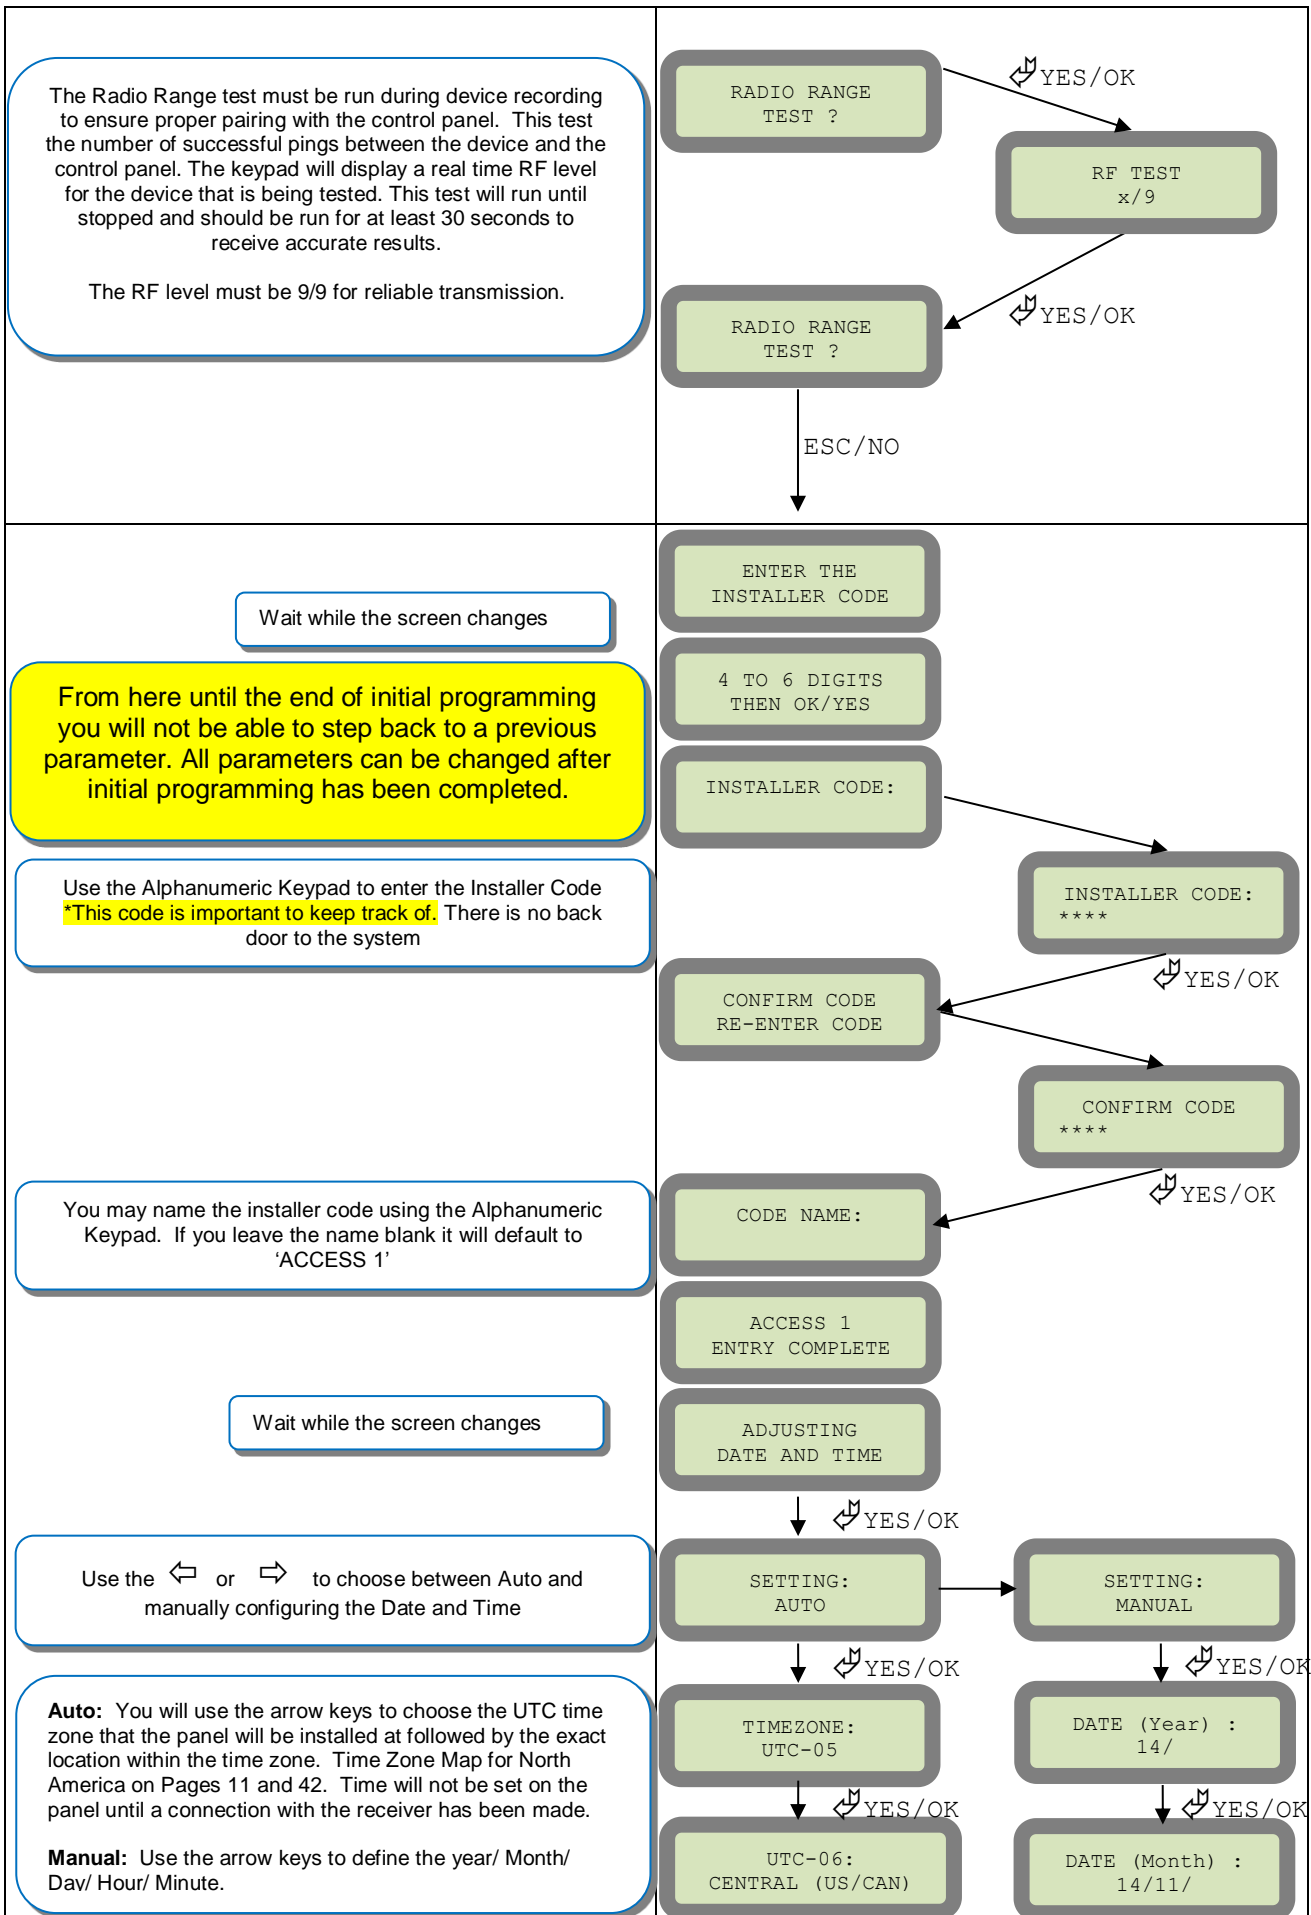 The Radio Range test must be run during device recording
to ensure proper pairing with the control panel.  This test
the number of successful pings between the device and the
control panel. The keypad will display a real time RF level
for the device that is being tested. This test will run until
stopped and should be run for at least 30 seconds to
receive accurate results.
The RF level must be 9/9 for reliable transmission.
RADIO RANGE
TEST ?
YES/OK
RF TEST
x/9
YES/OK
RADIO RANGE
TEST ?
ESC/NO
ENTER THE
INSTALLER CODE
Wait while the screen changes
4 TO 6 DIGITS
THEN OK/YES
From here until the end of initial programming
you will not be able to step back to a previous
parameter. All parameters can be changed after
initial programming has been completed.
INSTALLER CODE:
Use the Alphanumeric Keypad to enter the Installer Code
*This code is important to keep track of. There is no back
door to the system
INSTALLER CODE:
****
YES/OK
CONFIRM CODE
RE-ENTER CODE
CONFIRM CODE
****
YES/OK
You may name the installer code using the Alphanumeric
Keypad.  If you leave the name blank it will default to
‘ACCESS 1’
CODE NAME:
ACCESS 1
ENTRY COMPLETE
Wait while the screen changes
ADJUSTING
DATE AND TIME
YES/OK
Use the ⇦ or ⇨ to choose between Auto and
manually configuring the Date and Time
SETTING:
AUTO
SETTING:
MANUAL
YES/OK
YES/OK
Auto:  You will use the arrow keys to choose the UTC time
zone that the panel will be installed at followed by the exact
location within the time zone.  Time Zone Map for North
America on Pages 11 and 42.  Time will not be set on the
panel until a connection with the receiver has been made.
Manual:  Use the arrow keys to define the year/ Month/
Day/ Hour/ Minute.
TIMEZONE:
UTC-05
DATE (Year) :
14/
YES/OK
YES/OK
UTC-06:
CENTRAL (US/CAN)
DATE (Month) :
14/11/